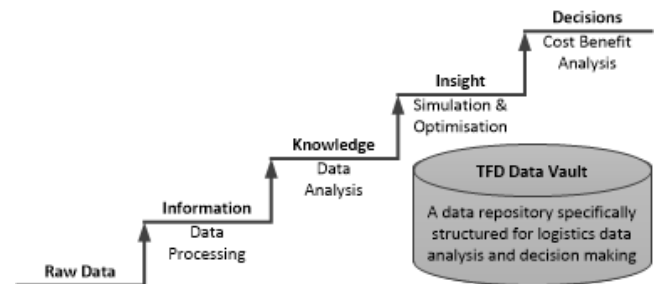 Decisions
Cost Benefit
Analysis
Insight
Simulation &
Optimisation
Knowledge
Data
Analysis
Information
Data
Processing
Raw Data
TFD Data Vault
A data repository specifically
structured for logistics data
analysis and decision making